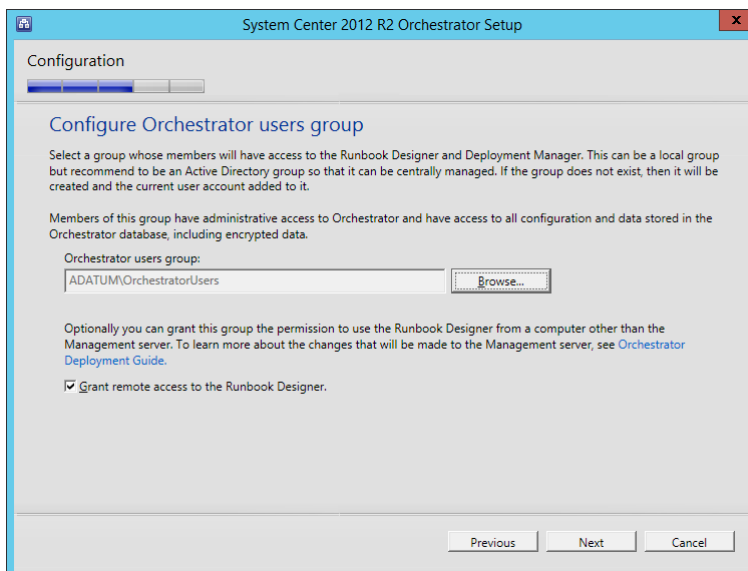 System Center 2012 R2 Orchestrator Setup
x
Configuration
Configure Orchestrator users group
Select a group whose members will have access to the Runbook Designer and Deployment Manager. This can be a local group
but recommend to be an Active Directory group so that it can be centrally managed. If the group does not exist, then it will be
created and the current user account added to it.
Members of this group have administrative access to Orchestrator and have access to all configuration and data stored in the
Orchestrator database, including encrypted data.
Orchestrator users group:
ADATUM\OrchestratorUsers
Browse...
Optionally you can grant this group the permission to use the Runbook Designer from a computer other than the
Management server. To learn more about the changes that will be made to the Management server, see Orchestrator
Deployment Guide.
Grant remote access to the Runbook Designer.
Previous Next Cancel